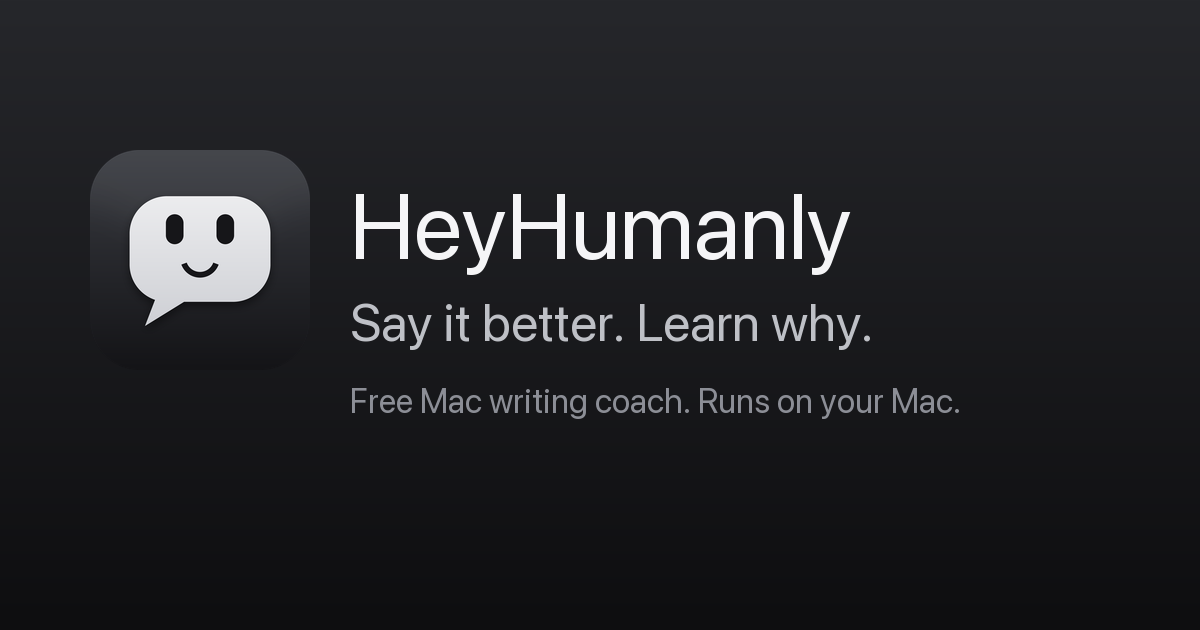 HeyHumanly
Say it better. Learn why.
Free Mac writing coach. Runs on your Mac.